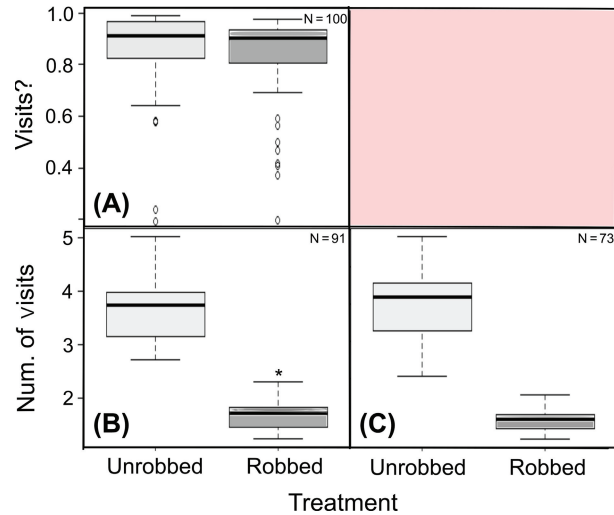 1.0
0.8
0.6
0.4
Visits?
N = 100
(A)
5
4
3
2
Num. of visits
N = 91
*
(B)
N = 73
(C)
Unrobbed
Robbed
Unrobbed
Robbed
Treatment